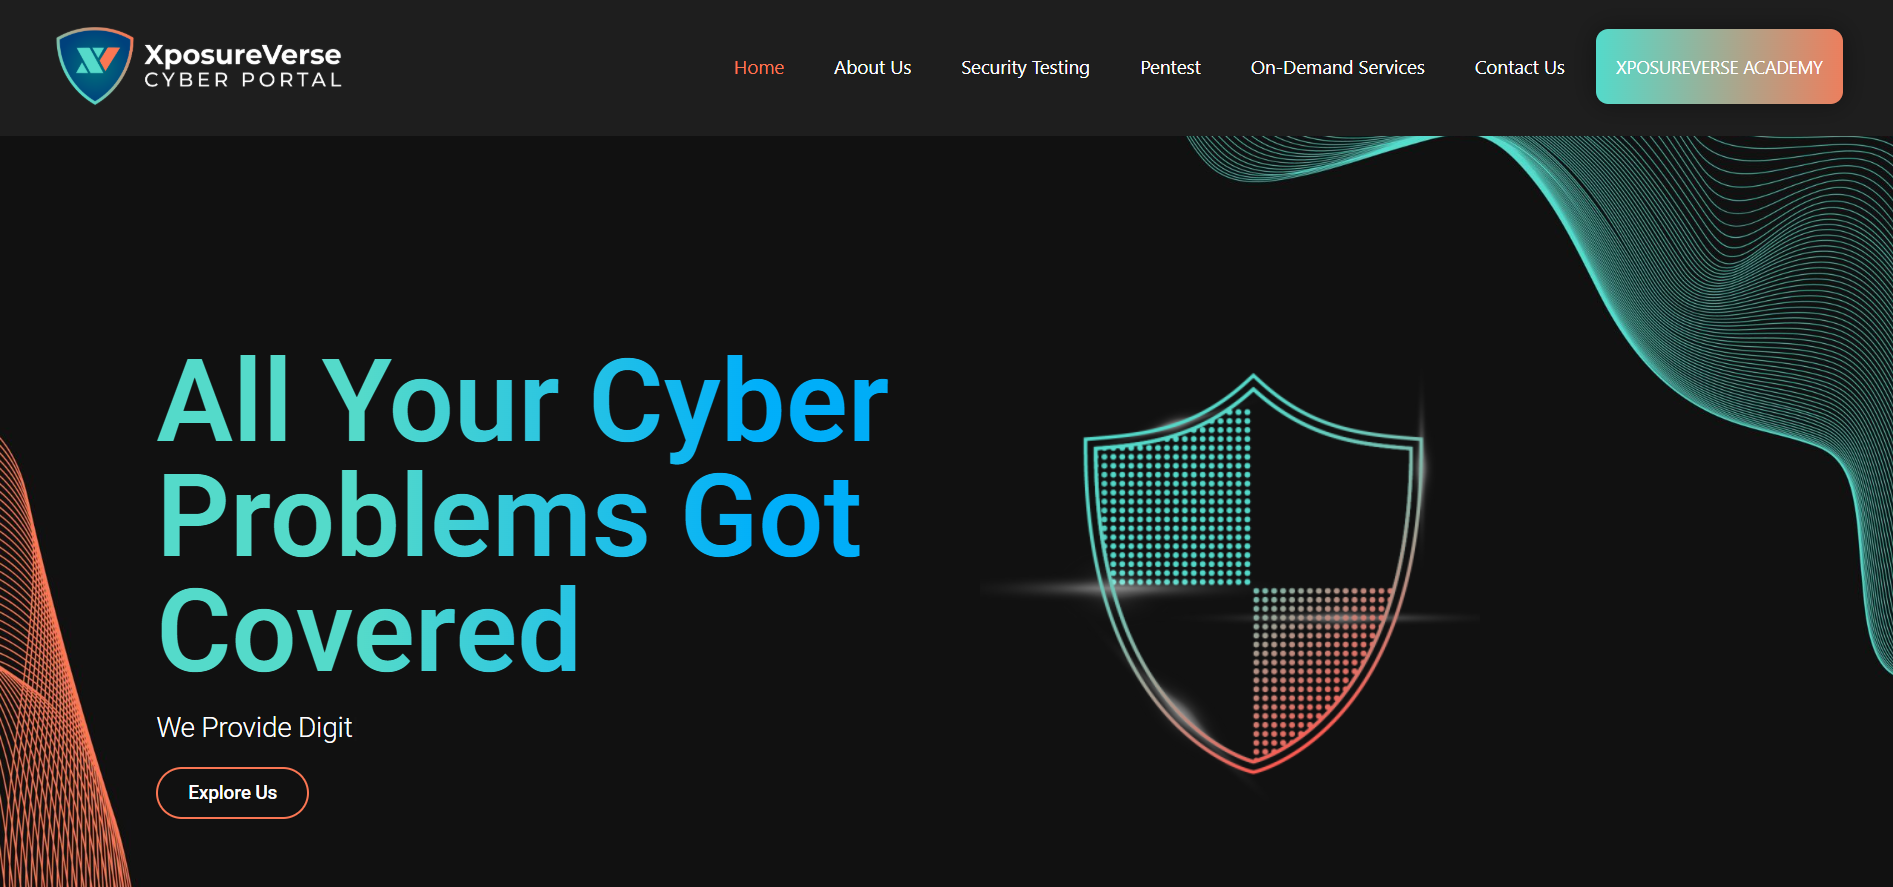 XposureVerse
CYBER PORTAL
Home
About Us
Security Testing
Pentest
On-Demand Services
Contact Us
XPOSUREVERSE ACADEMY
All Your Cyber
Problems Got
Covered
We Provide Digit
Explore Us